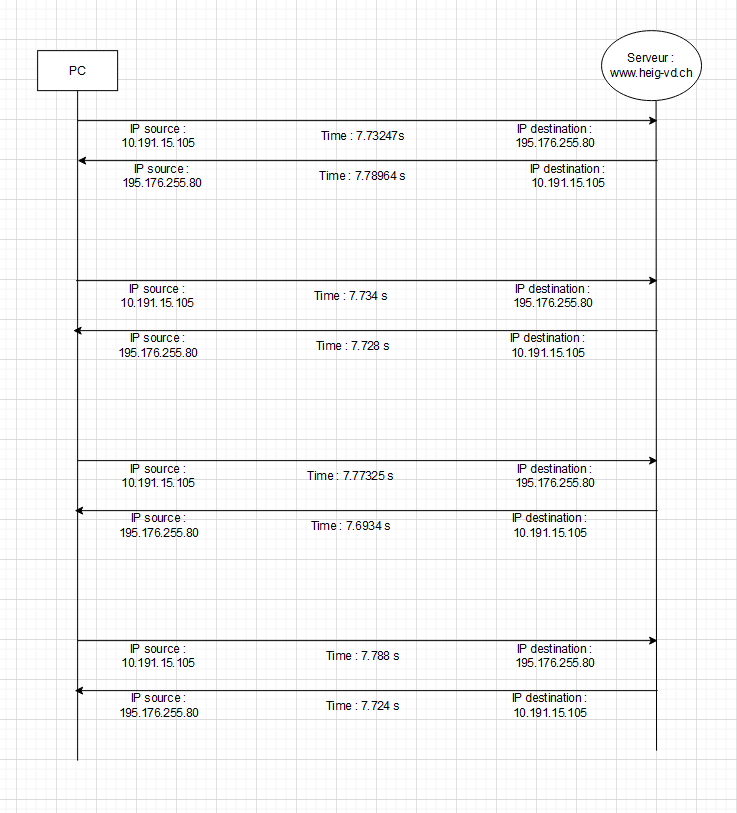 PC
Serveur :
www.heig-vd.ch
IP source :
10.191.15.105
Time : 7.73247s
IP destination :
195.176.255.80
IP source :
195.176.255.80
Time : 7.78964 s
IP destination :
10.191.15.105
IP source :
10.191.15.105
Time : 7.734 s
IP destination :
195.176.255.80
IP source :
195.176.255.80
Time : 7.728 s
IP destination :
10.191.15.105
IP source :
10.191.15.105
Time : 7.77325 s
IP destination :
195.176.255.80
IP source :
195.176.255.80
Time : 7.6934 s
IP destination :
10.191.15.105
IP source :
10.191.15.105
Time : 7.788 s
IP destination :
195.176.255.80
IP source :
195.176.255.80
Time : 7.724 s
IP destination :
10.191.15.105